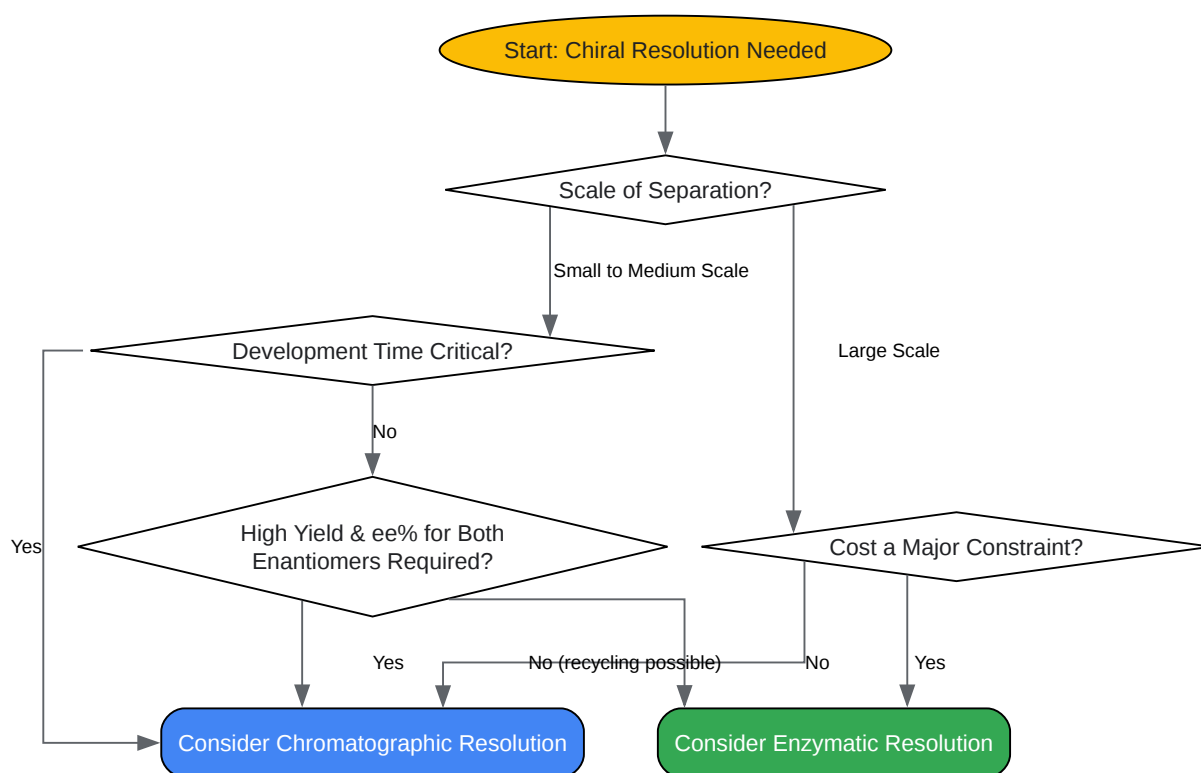 Start: Chiral Resolution Needed
Scale of Separation?
Small to Medium Scale
Development Time Critical?
Large Scale
No
High Yield & ee% for Both
Enantiomers Required?
Yes
Cost a Major Constraint?
Yes
No (recycling possible)
No
Yes
Consider Chromatographic Resolution
Consider Enzymatic Resolution